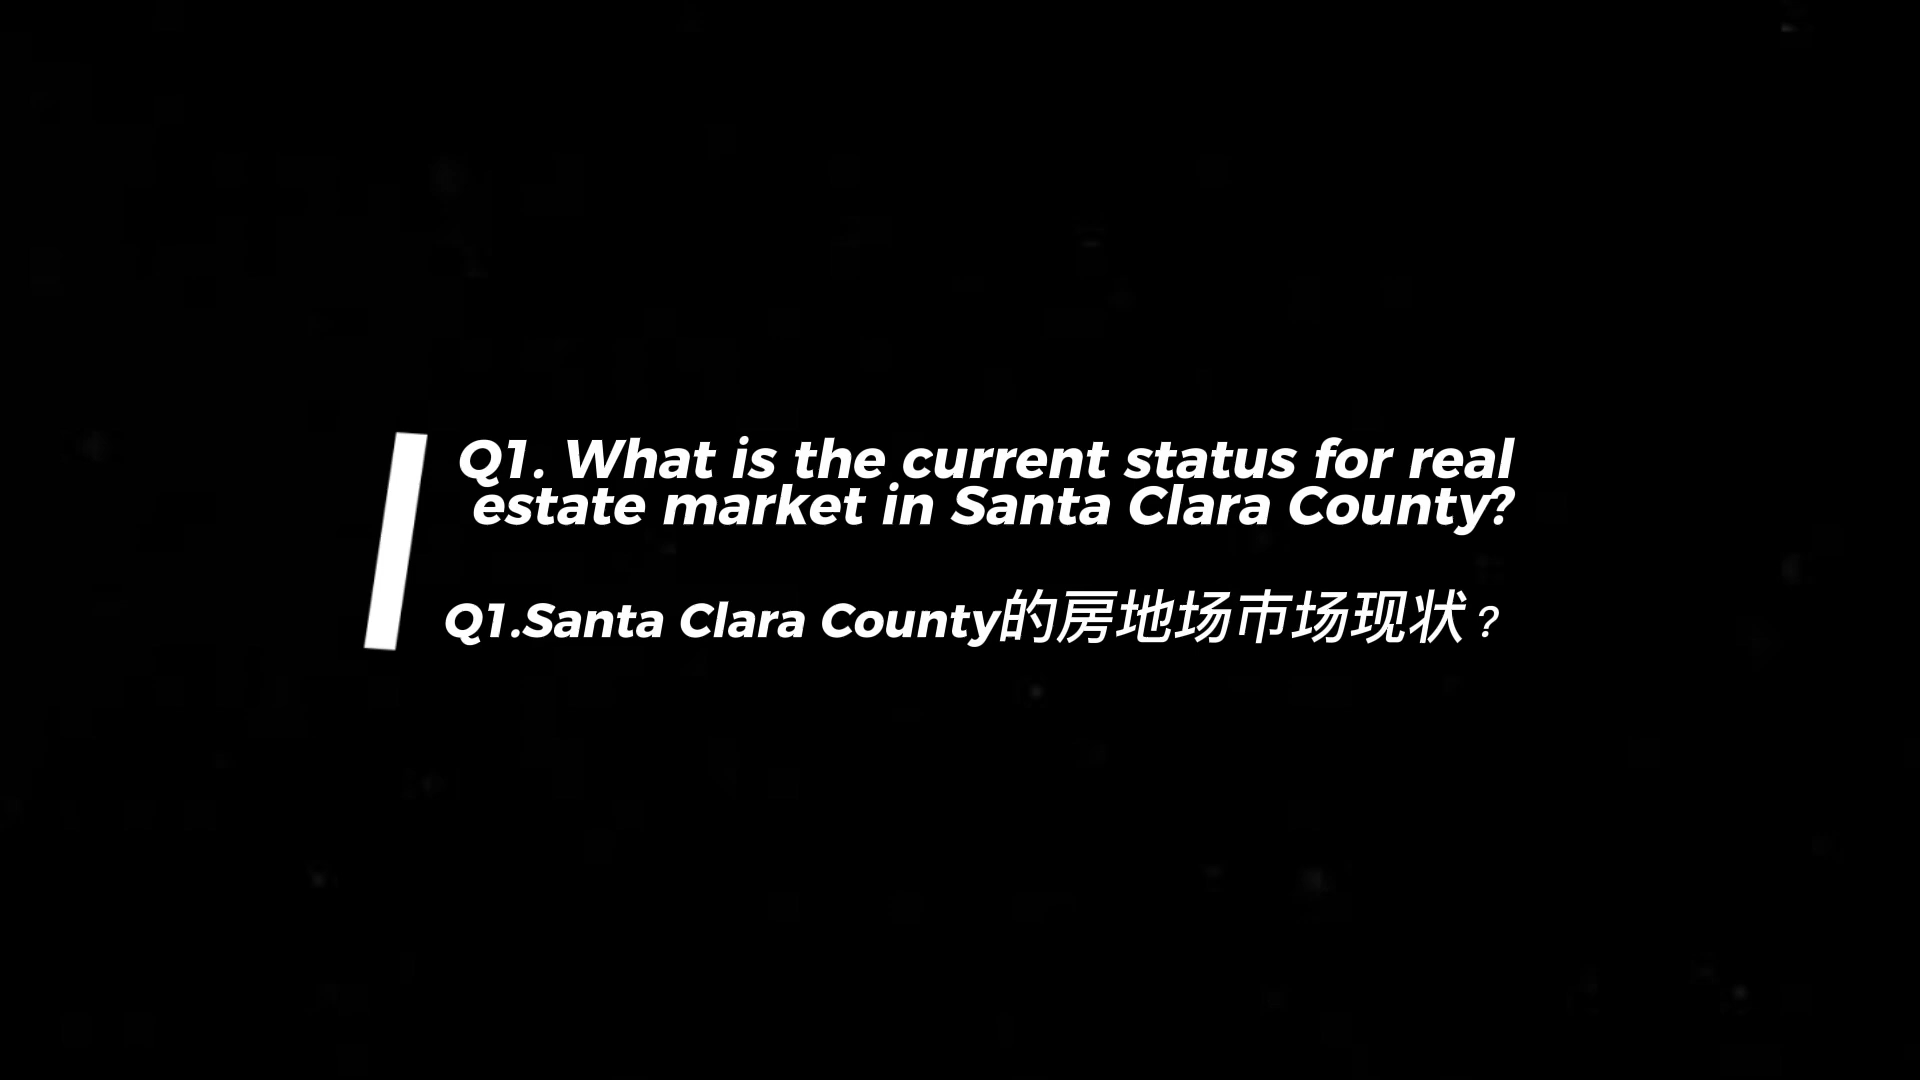 Q1. What is the current status for real
estate market in Santa Clara County?
Q1.Santa Clara County的房地场市场现状？